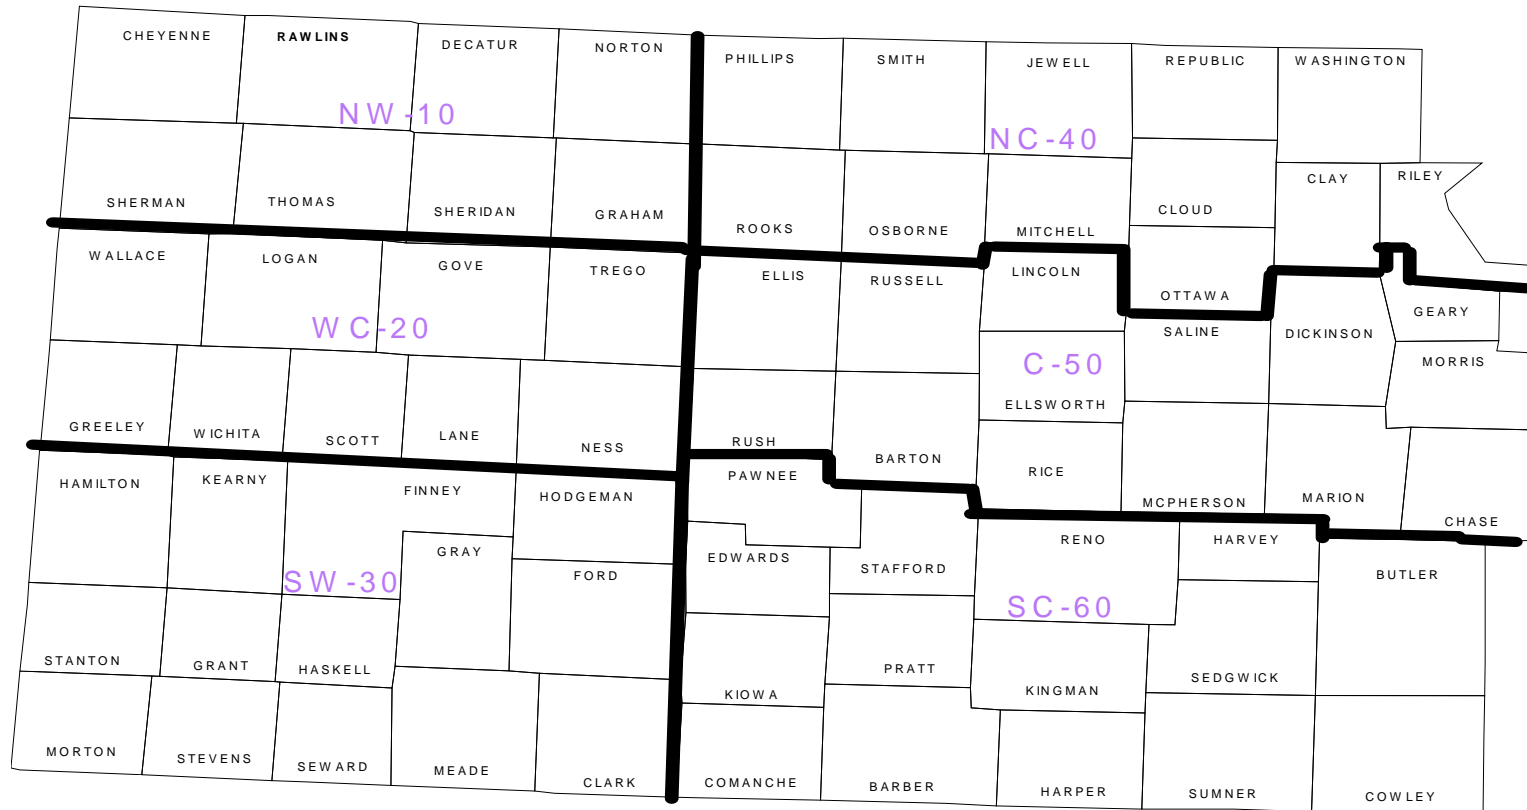 CHEYENNE
RAWLINS
DECATUR
NORTON
PHILLIPS
SMITH
JEWELL
REPUBLIC
WASHINGTON
NW-10
NC-40
SHERMAN
THOMAS
SHERIDAN
GRAHAM
ROOKS
OSBORNE
MITCHELL
CLOUD
CLAY
RILEY
WALLACE
LOGAN
GOVE
TREGO
ELLIS
RUSSELL
LINCOLN
OTTAWA
SALINE
DICKINSON
GEARY
MORRIS
WC-20
C-50
ELLSWORTH
GREELEY
WICHITA
SCOTT
LANE
NESS
RUSH
BARTON
RICE
MCPHERSON
MARION
CHASE
HAMILTON
KEARNY
FINNEY
HODGEMAN
PAWNEE
GRAY
FORD
EDWARDS
STAFFORD
RENO
HARVEY
BUTLER
SW-30
SC-60
STANTON
GRANT
HASKELL
KIOWA
PRATT
KINGMAN
SEDGWICK
MORTON
STEVENS
SEWARD
MEADE
CLARK
COMANCHE
BARBER
HARPER
SUMNER
COWLEY